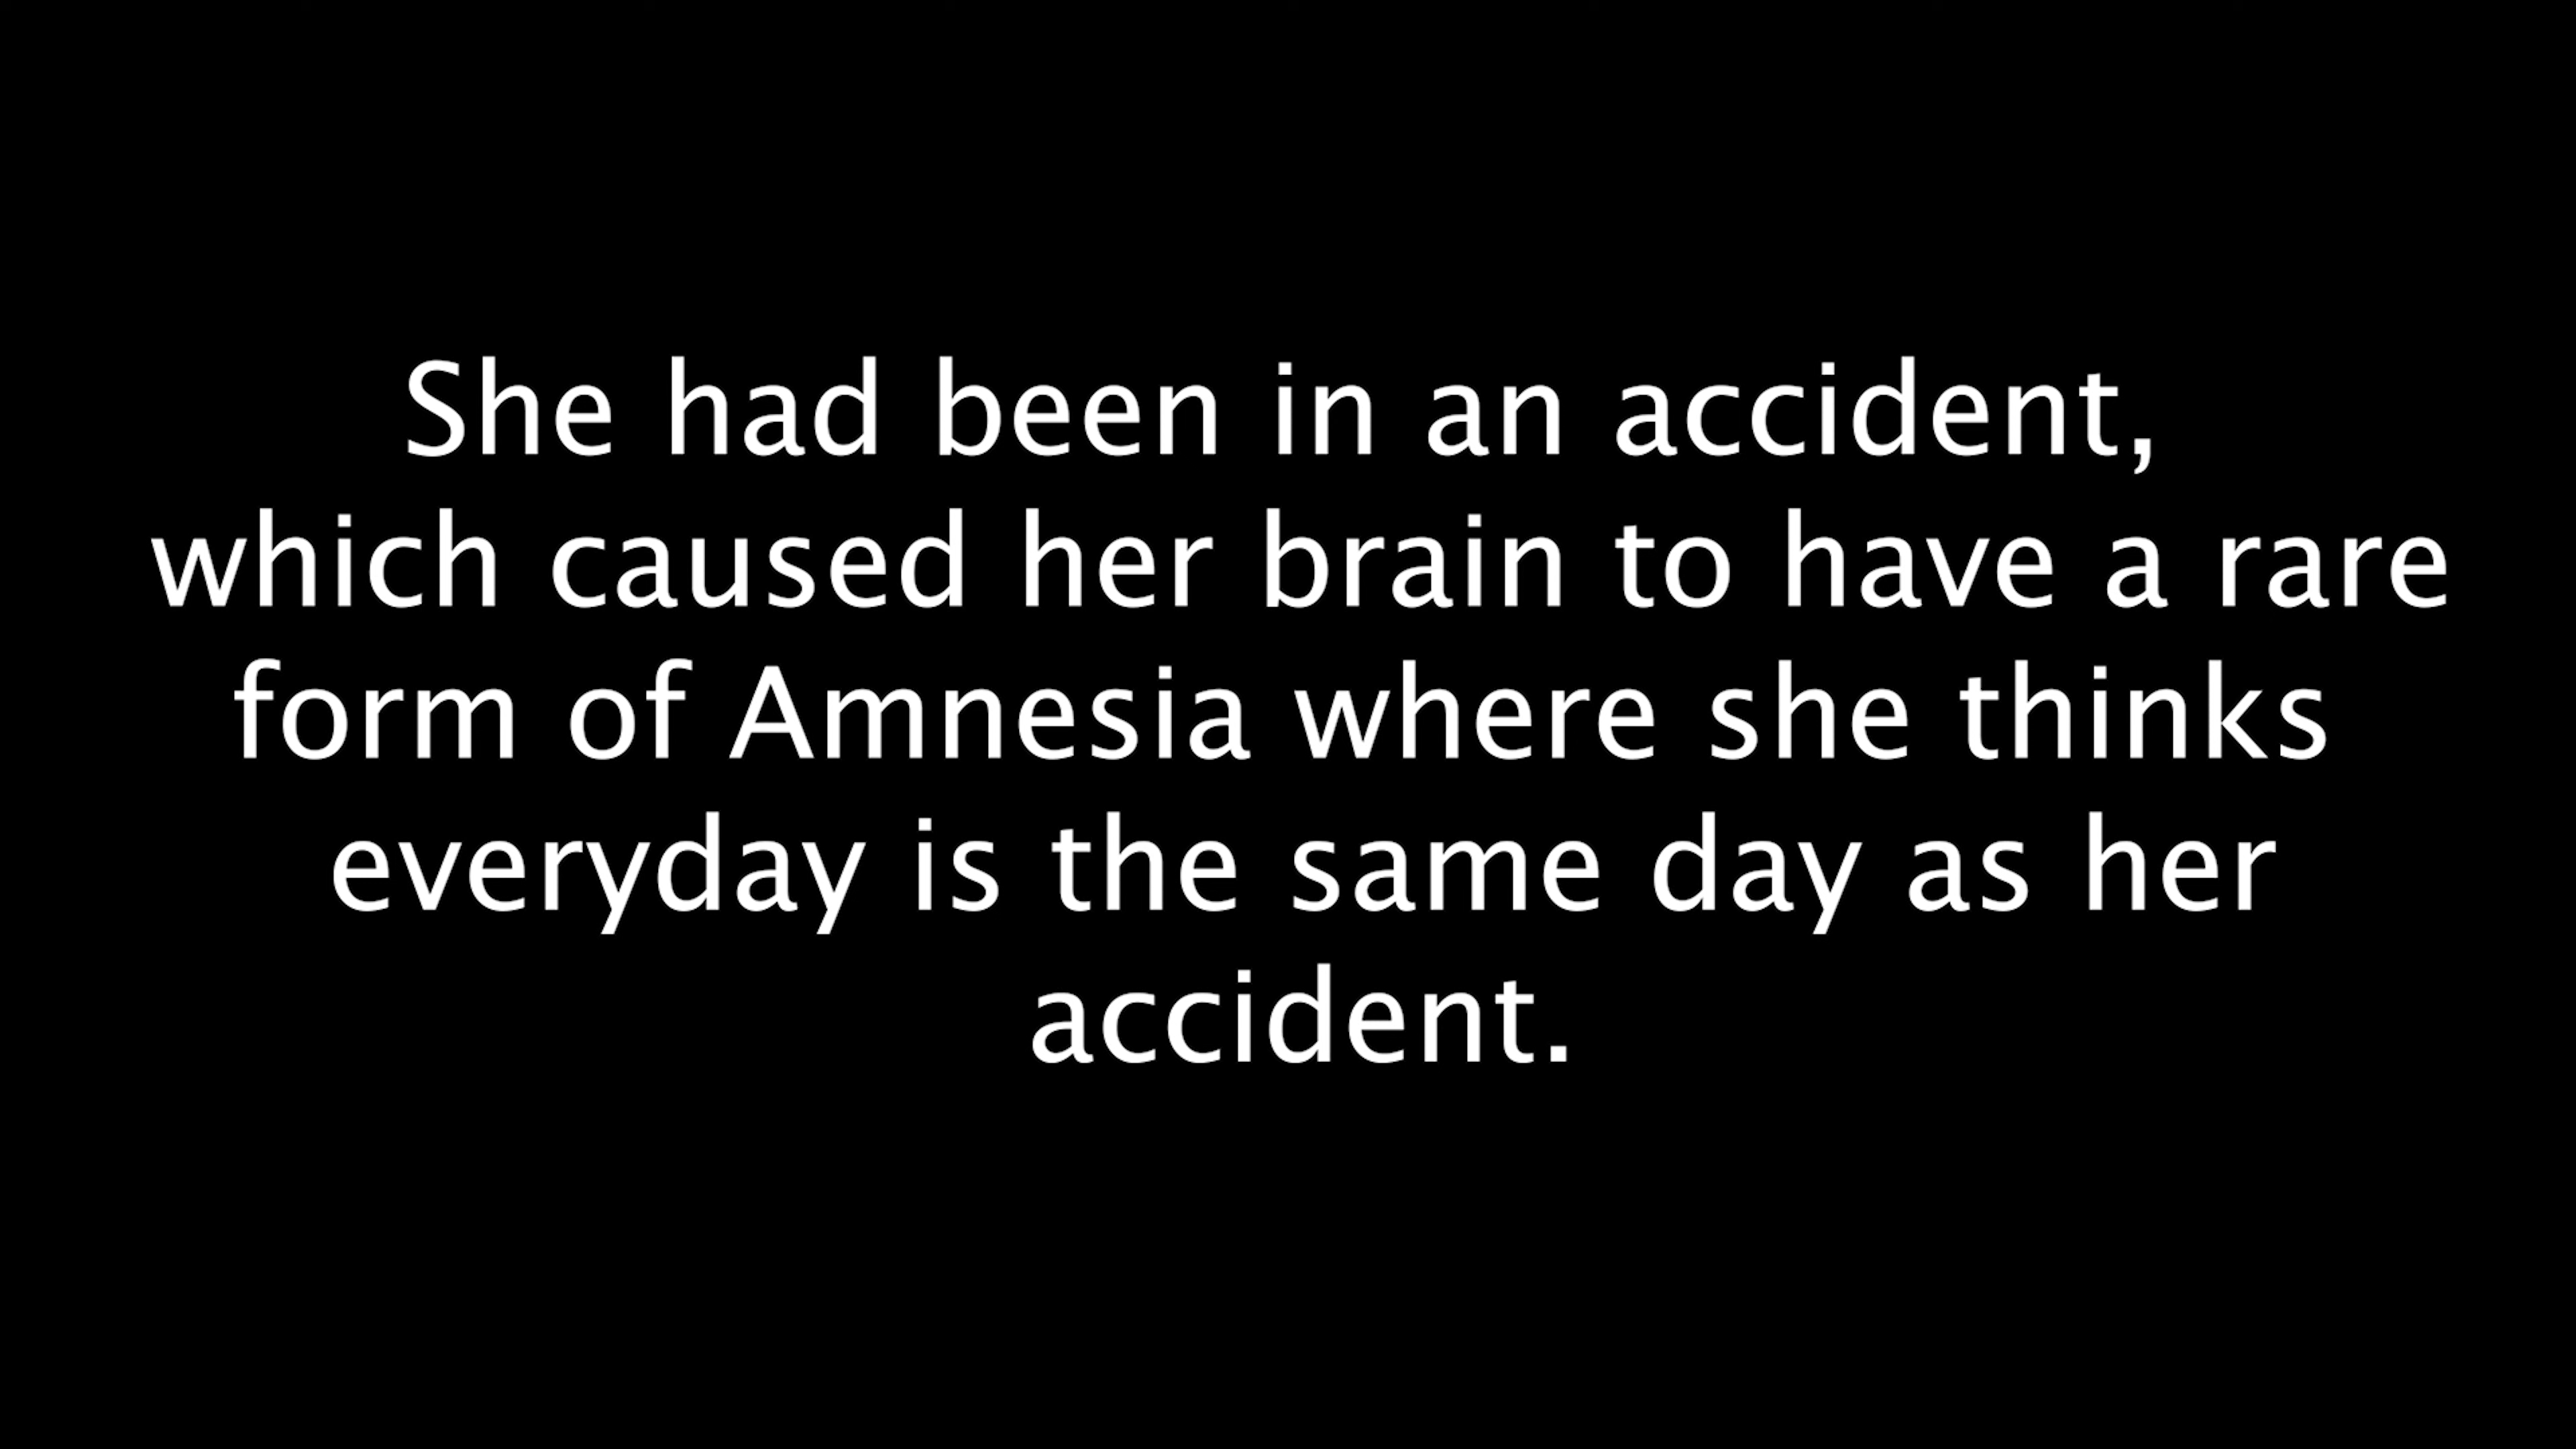 She had been in an accident,
which caused her brain to have a rare
form of Amnesia where she thinks
everyday is the same day as her
accident.